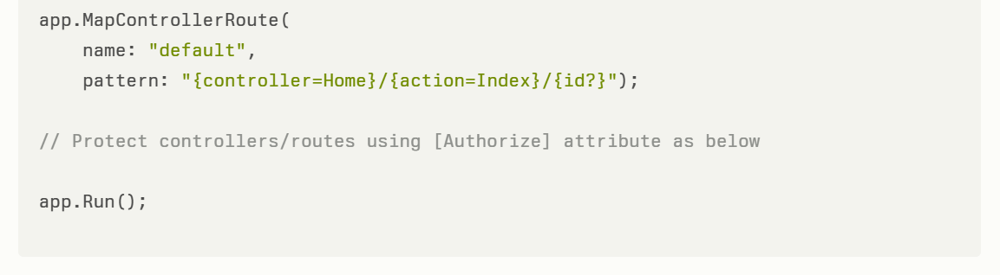 app.MapControllerRoute(
    name: "default",
    pattern: "{controller=Home}/{action=Index}/{id?}");
// Protect controllers/routes using [Authorize] attribute as below
app.Run();